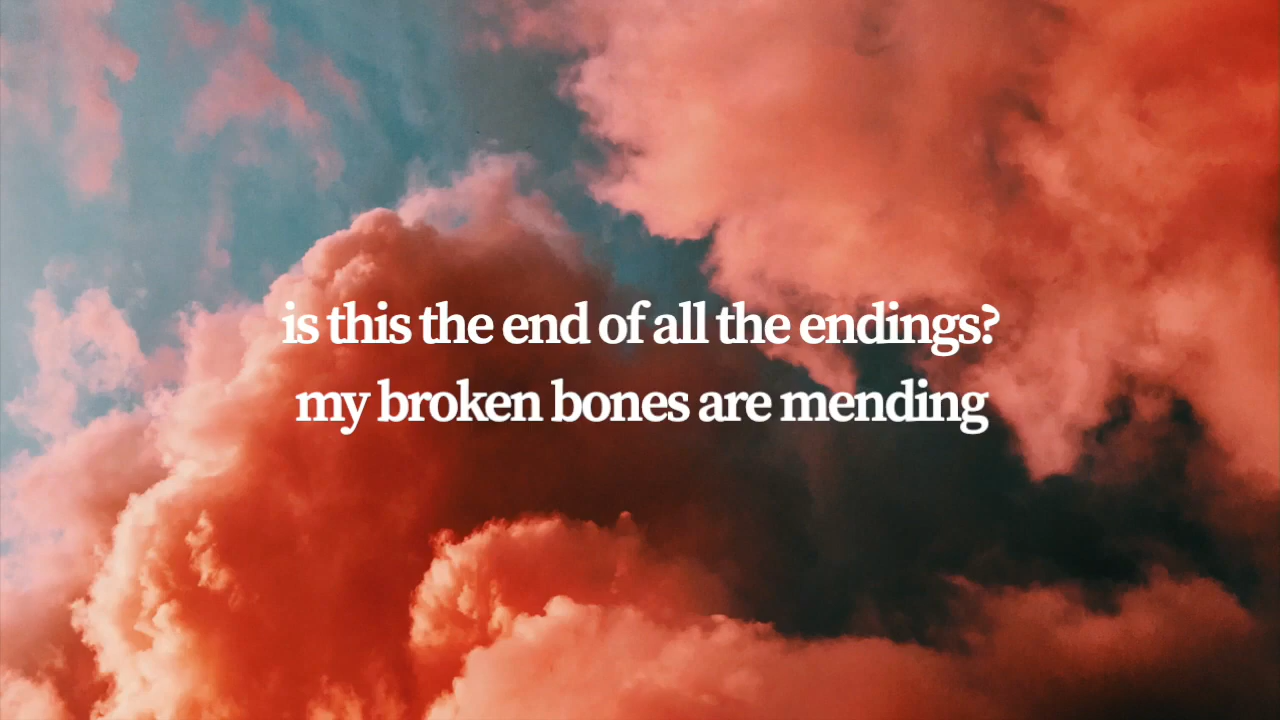 is this the end of all the endings?
my broken bones are mending